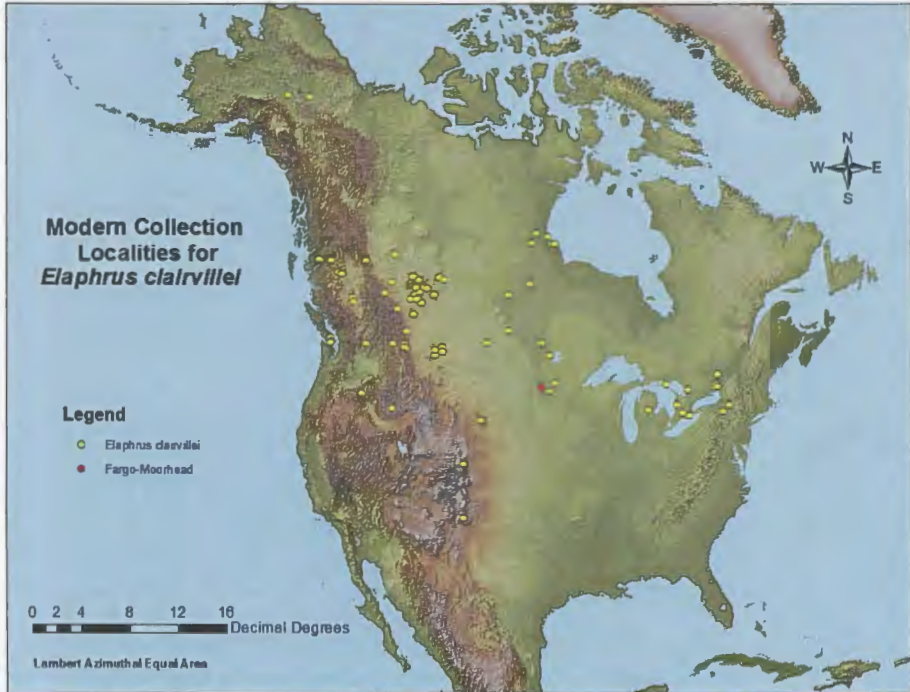 Modern Collection
Localities for
Elaphrus clairvillei
N
W E
S
Legend
Elaphrus clairvillei
Fargo-Moorhead
0 2 4 8 12 16
Decimal Degrees
Lambert Azimuthal Equal Area